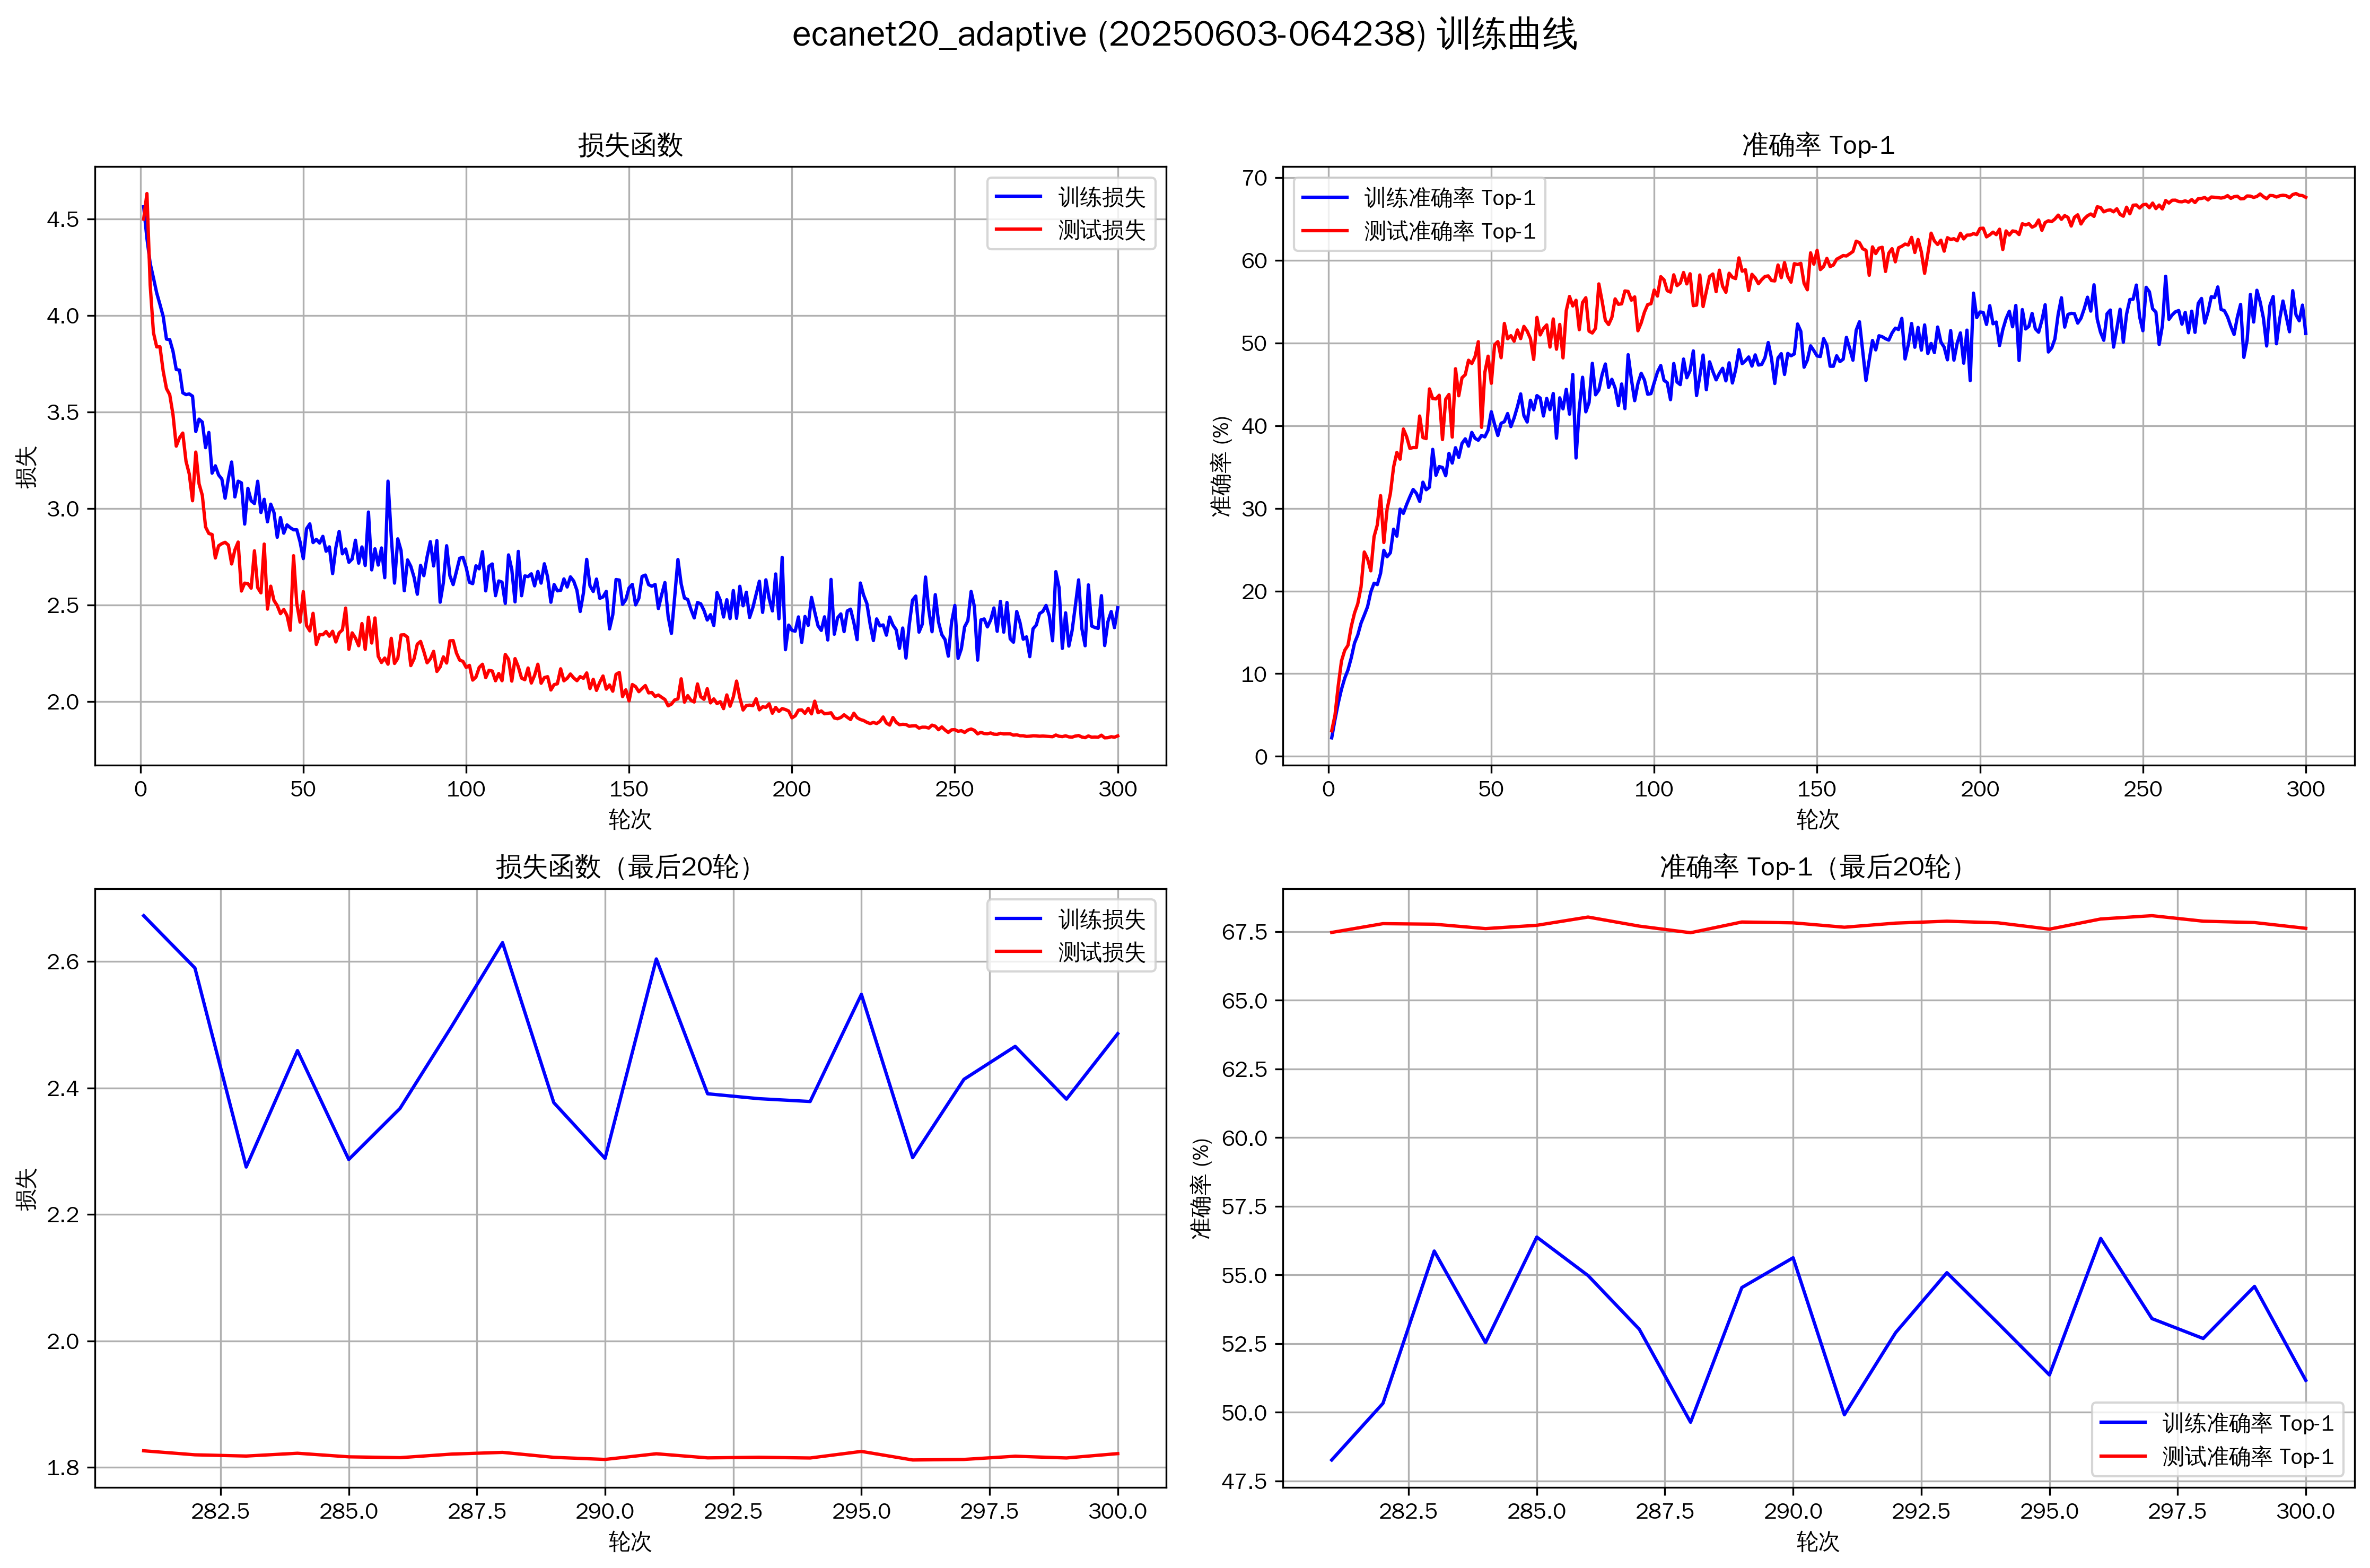 ecanet20_adaptive (20250603-064238) 训练曲线
损失函数
训练损失
测试损失
4.5
4.0
3.5
3.0
2.5
2.0
损失
0 50 100 150 200 250 300
轮次
准确率 Top-1
训练准确率 Top-1
测试准确率 Top-1
70
60
50
40
30
20
10
0
准确率 (%)
0 50 100 150 200 250 300
轮次
损失函数（最后20轮）
训练损失
测试损失
2.6
2.4
2.2
2.0
1.8
损失
282.5 285.0 287.5 290.0 292.5 295.0 297.5 300.0
轮次
准确率 Top-1（最后20轮）
67.5
65.0
62.5
60.0
57.5
55.0
52.5
50.0
47.5
准确率 (%)
训练准确率 Top-1
测试准确率 Top-1
282.5 285.0 287.5 290.0 292.5 295.0 297.5 300.0
轮次